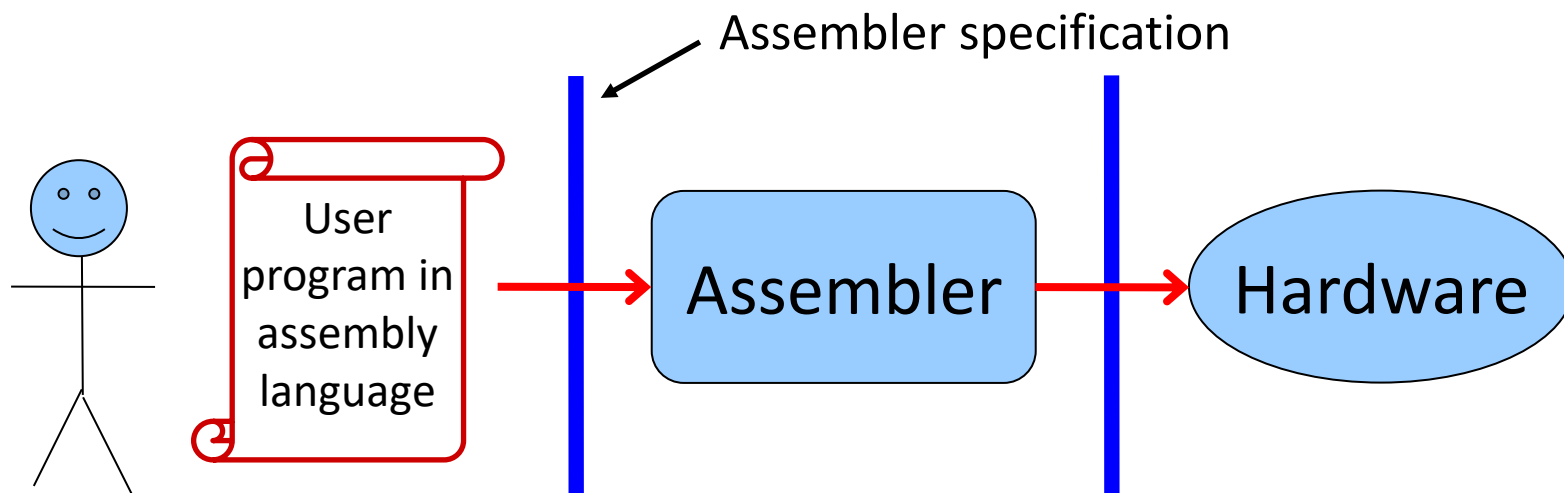 Assembler specification
User
program in
assembly
language
Assembler
Hardware